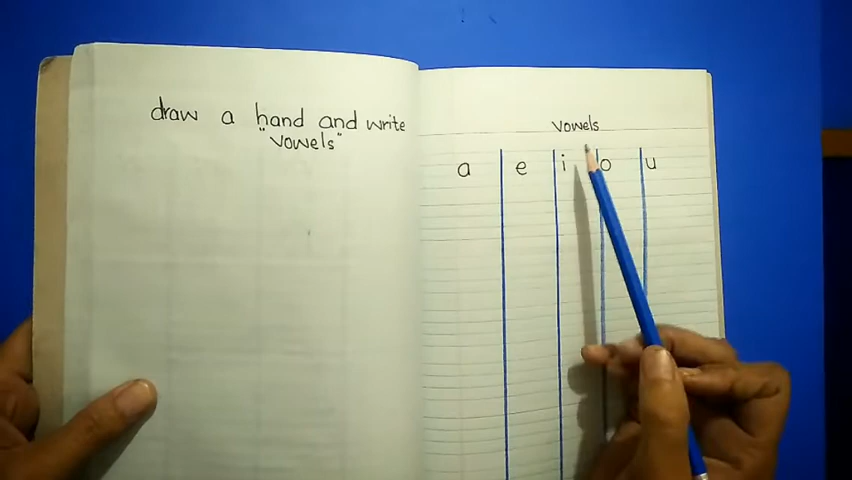 draw a hand and write
"vowels"
vowels
a e i o u